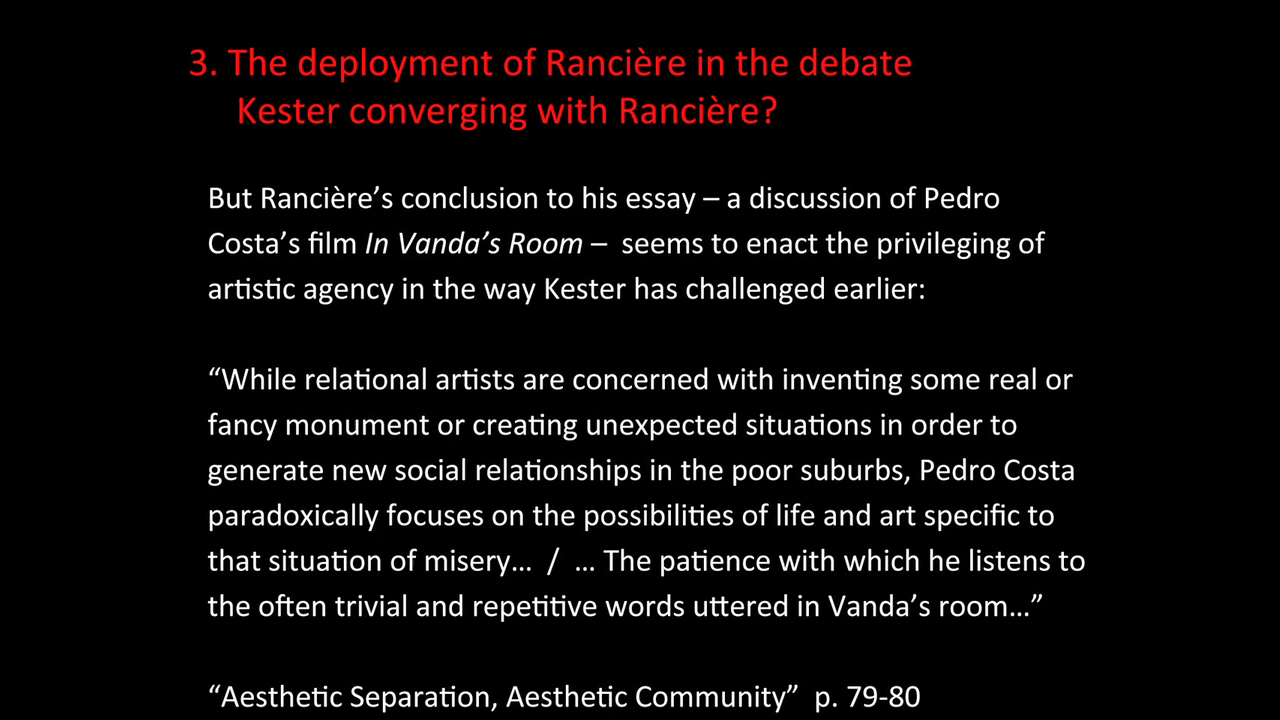 3. The deployment of Rancière in the debate
Kester converging with Rancière?
But Rancière’s conclusion to his essay – a discussion of Pedro
Costa’s film In Vanda’s Room – seems to enact the privileging of
artistic agency in the way Kester has challenged earlier:
“While relational artists are concerned with inventing some real or
fancy monument or creating unexpected situations in order to
generate new social relationships in the poor suburbs, Pedro Costa
paradoxically focuses on the possibilities of life and art specific to
that situation of misery… / … The patience with which he listens to
the often trivial and repetitive words uttered in Vanda’s room…”
“Aesthetic Separation, Aesthetic Community” p. 79-80